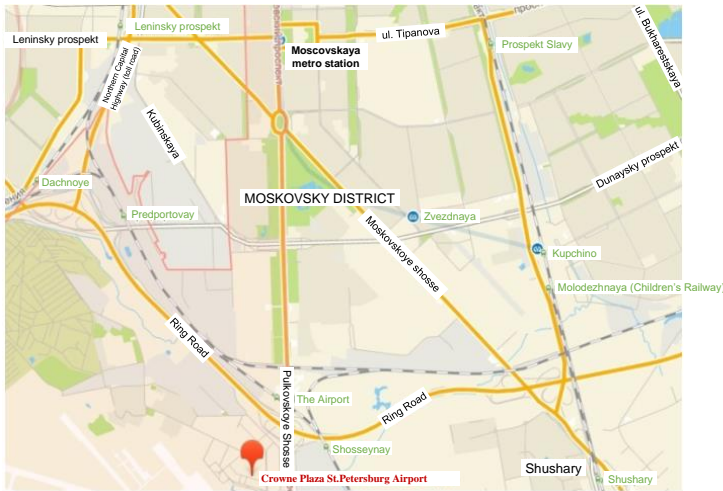 Leninsky prospekt
Leninsky prospekt
Moscovskaya
metro station
ul. Tipanova
Prospekt Slavy
ul. Bukharestskaya
Northern Capital
Highway (toll road)
Kubinskaya
Dachnoye
Predportovay
MOSKOVSKY DISTRICT
Zvezdnaya
Dunaysky prospekt
Moskovskoye shosse
Kupchino
Molodezhnaya (Children's Railway)
Ring Road
Pulkovskoye Shosse
The Airport
Ring Road
Shosseynay
Crowne Plaza St.Petersburg Airport
Shushary
Shushary